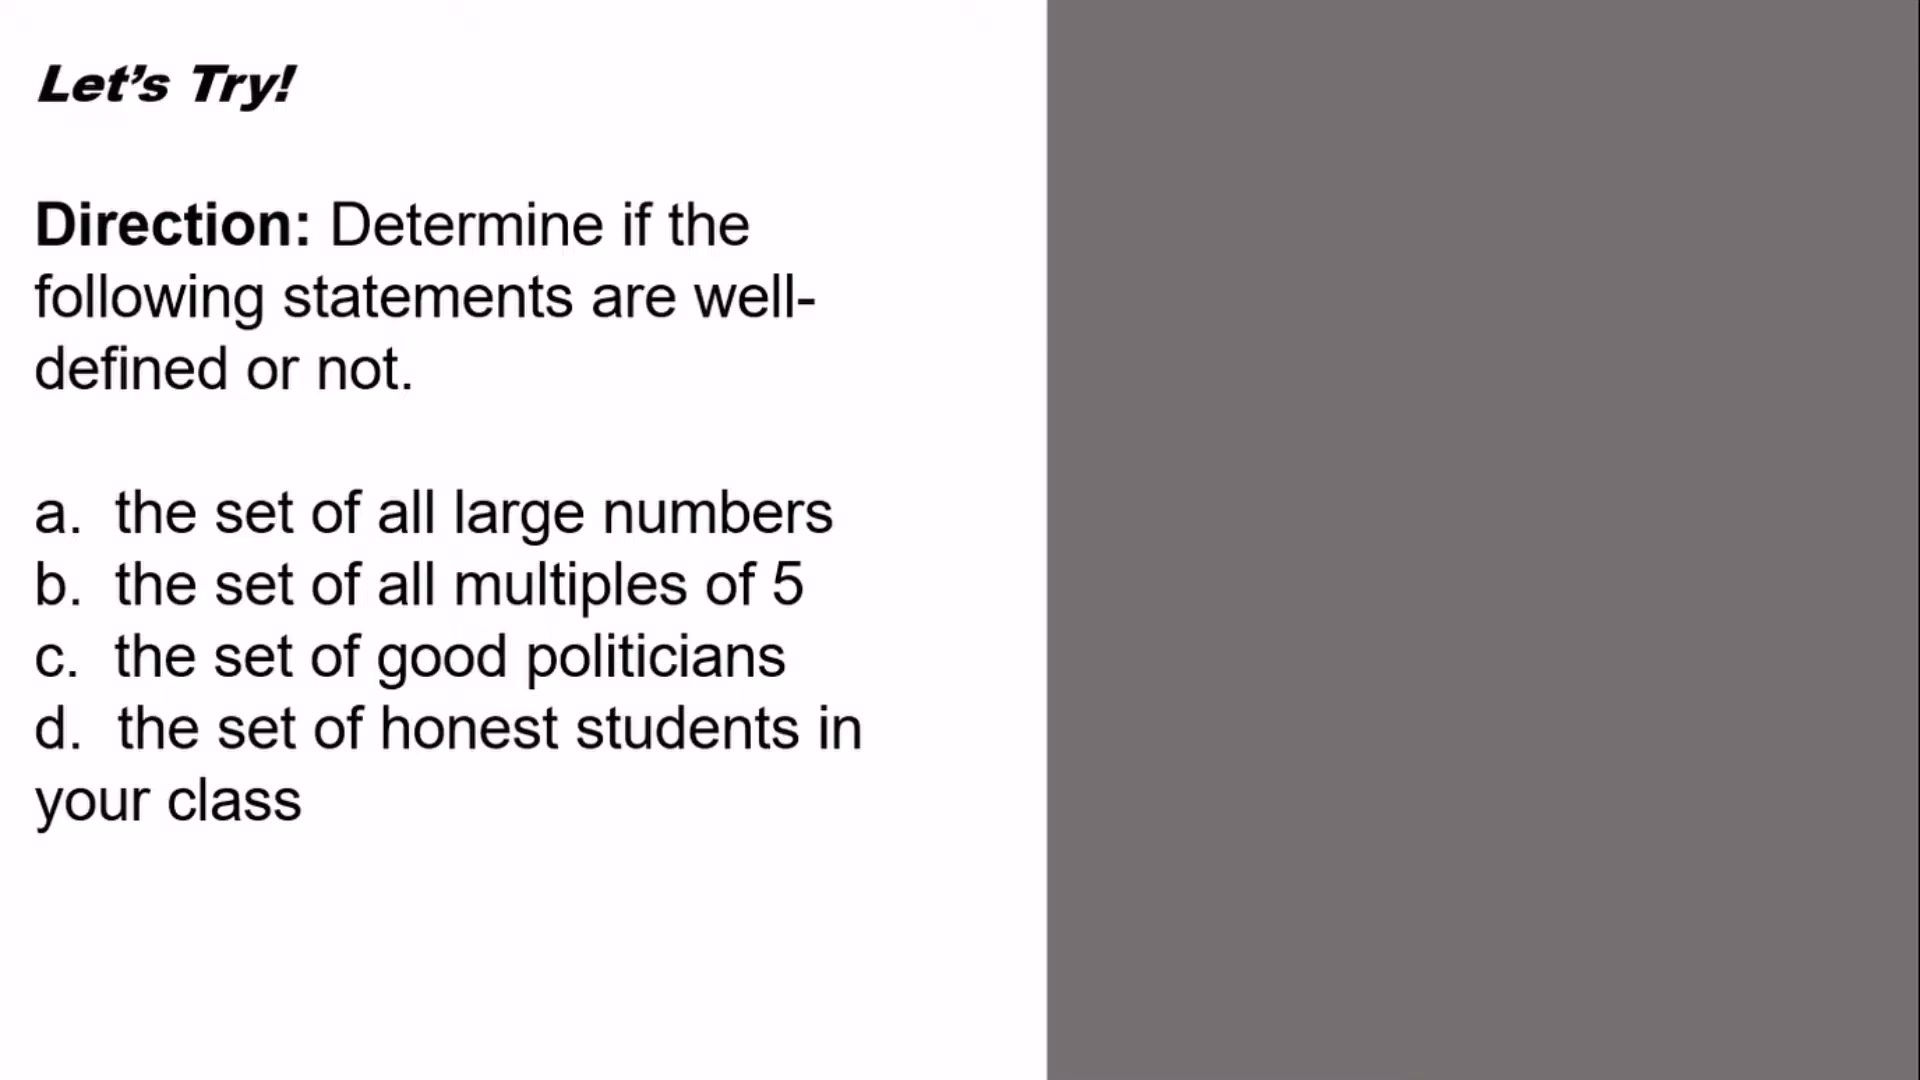 Let's Try!
Direction: Determine if the
following statements are well-
defined or not.
a. the set of all large numbers
b. the set of all multiples of 5
c. the set of good politicians
d. the set of honest students in
your class